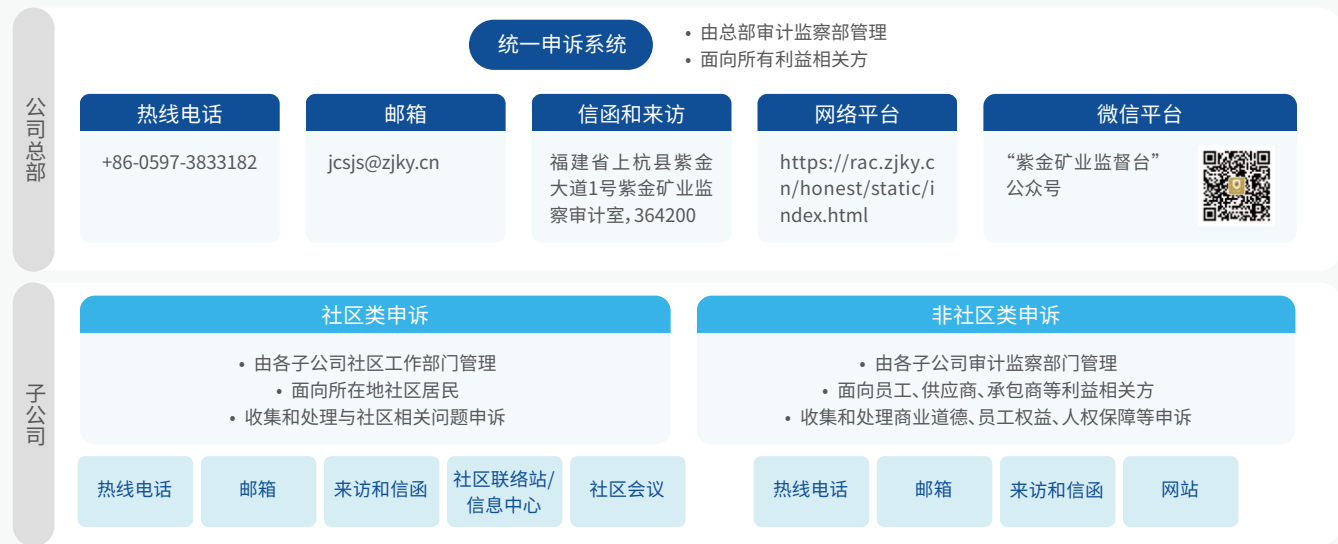 公司总部
统一申诉系统
• 由总部审计监察部管理
• 面向所有利益相关方
热线电话
+86-0597-3833182
邮箱
jcsjs@zjky.cn
信函和来访
福建省上杭县紫金
大道1号紫金矿业监
察审计室，364200
网络平台
https://rac.zjky.c
n/honest/static/i
ndex.html
微信平台
“紫金矿业监督台”
公众号
子公司
社区类申诉
• 由各子公司社区工作部门管理
• 面向所在地社区居民
• 收集和处理与社区相关问题申诉
热线电话
邮箱
来访和信函
社区联络站/
信息中心
社区会议
非社区类申诉
• 由各子公司审计监察部门管理
• 面向员工、供应商、承包商等利益相关方
• 收集和处理商业道德、员工权益、人权保障等申诉
热线电话
邮箱
来访和信函
网站